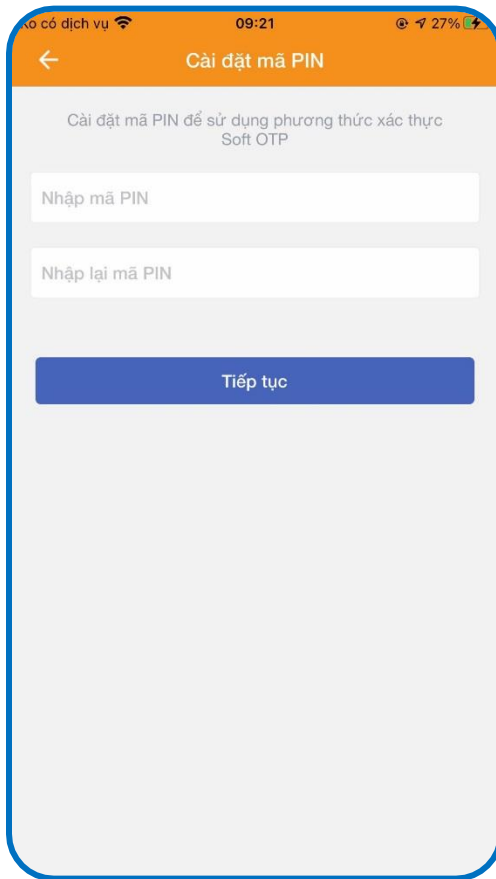 có dịch vụ 09:21 27%
Cài đặt mã PIN
Cài đặt mã PIN để sử dụng phương thức xác thực
Soft OTP
Nhập mã PIN
Nhập lại mã PIN
Tiếp tục